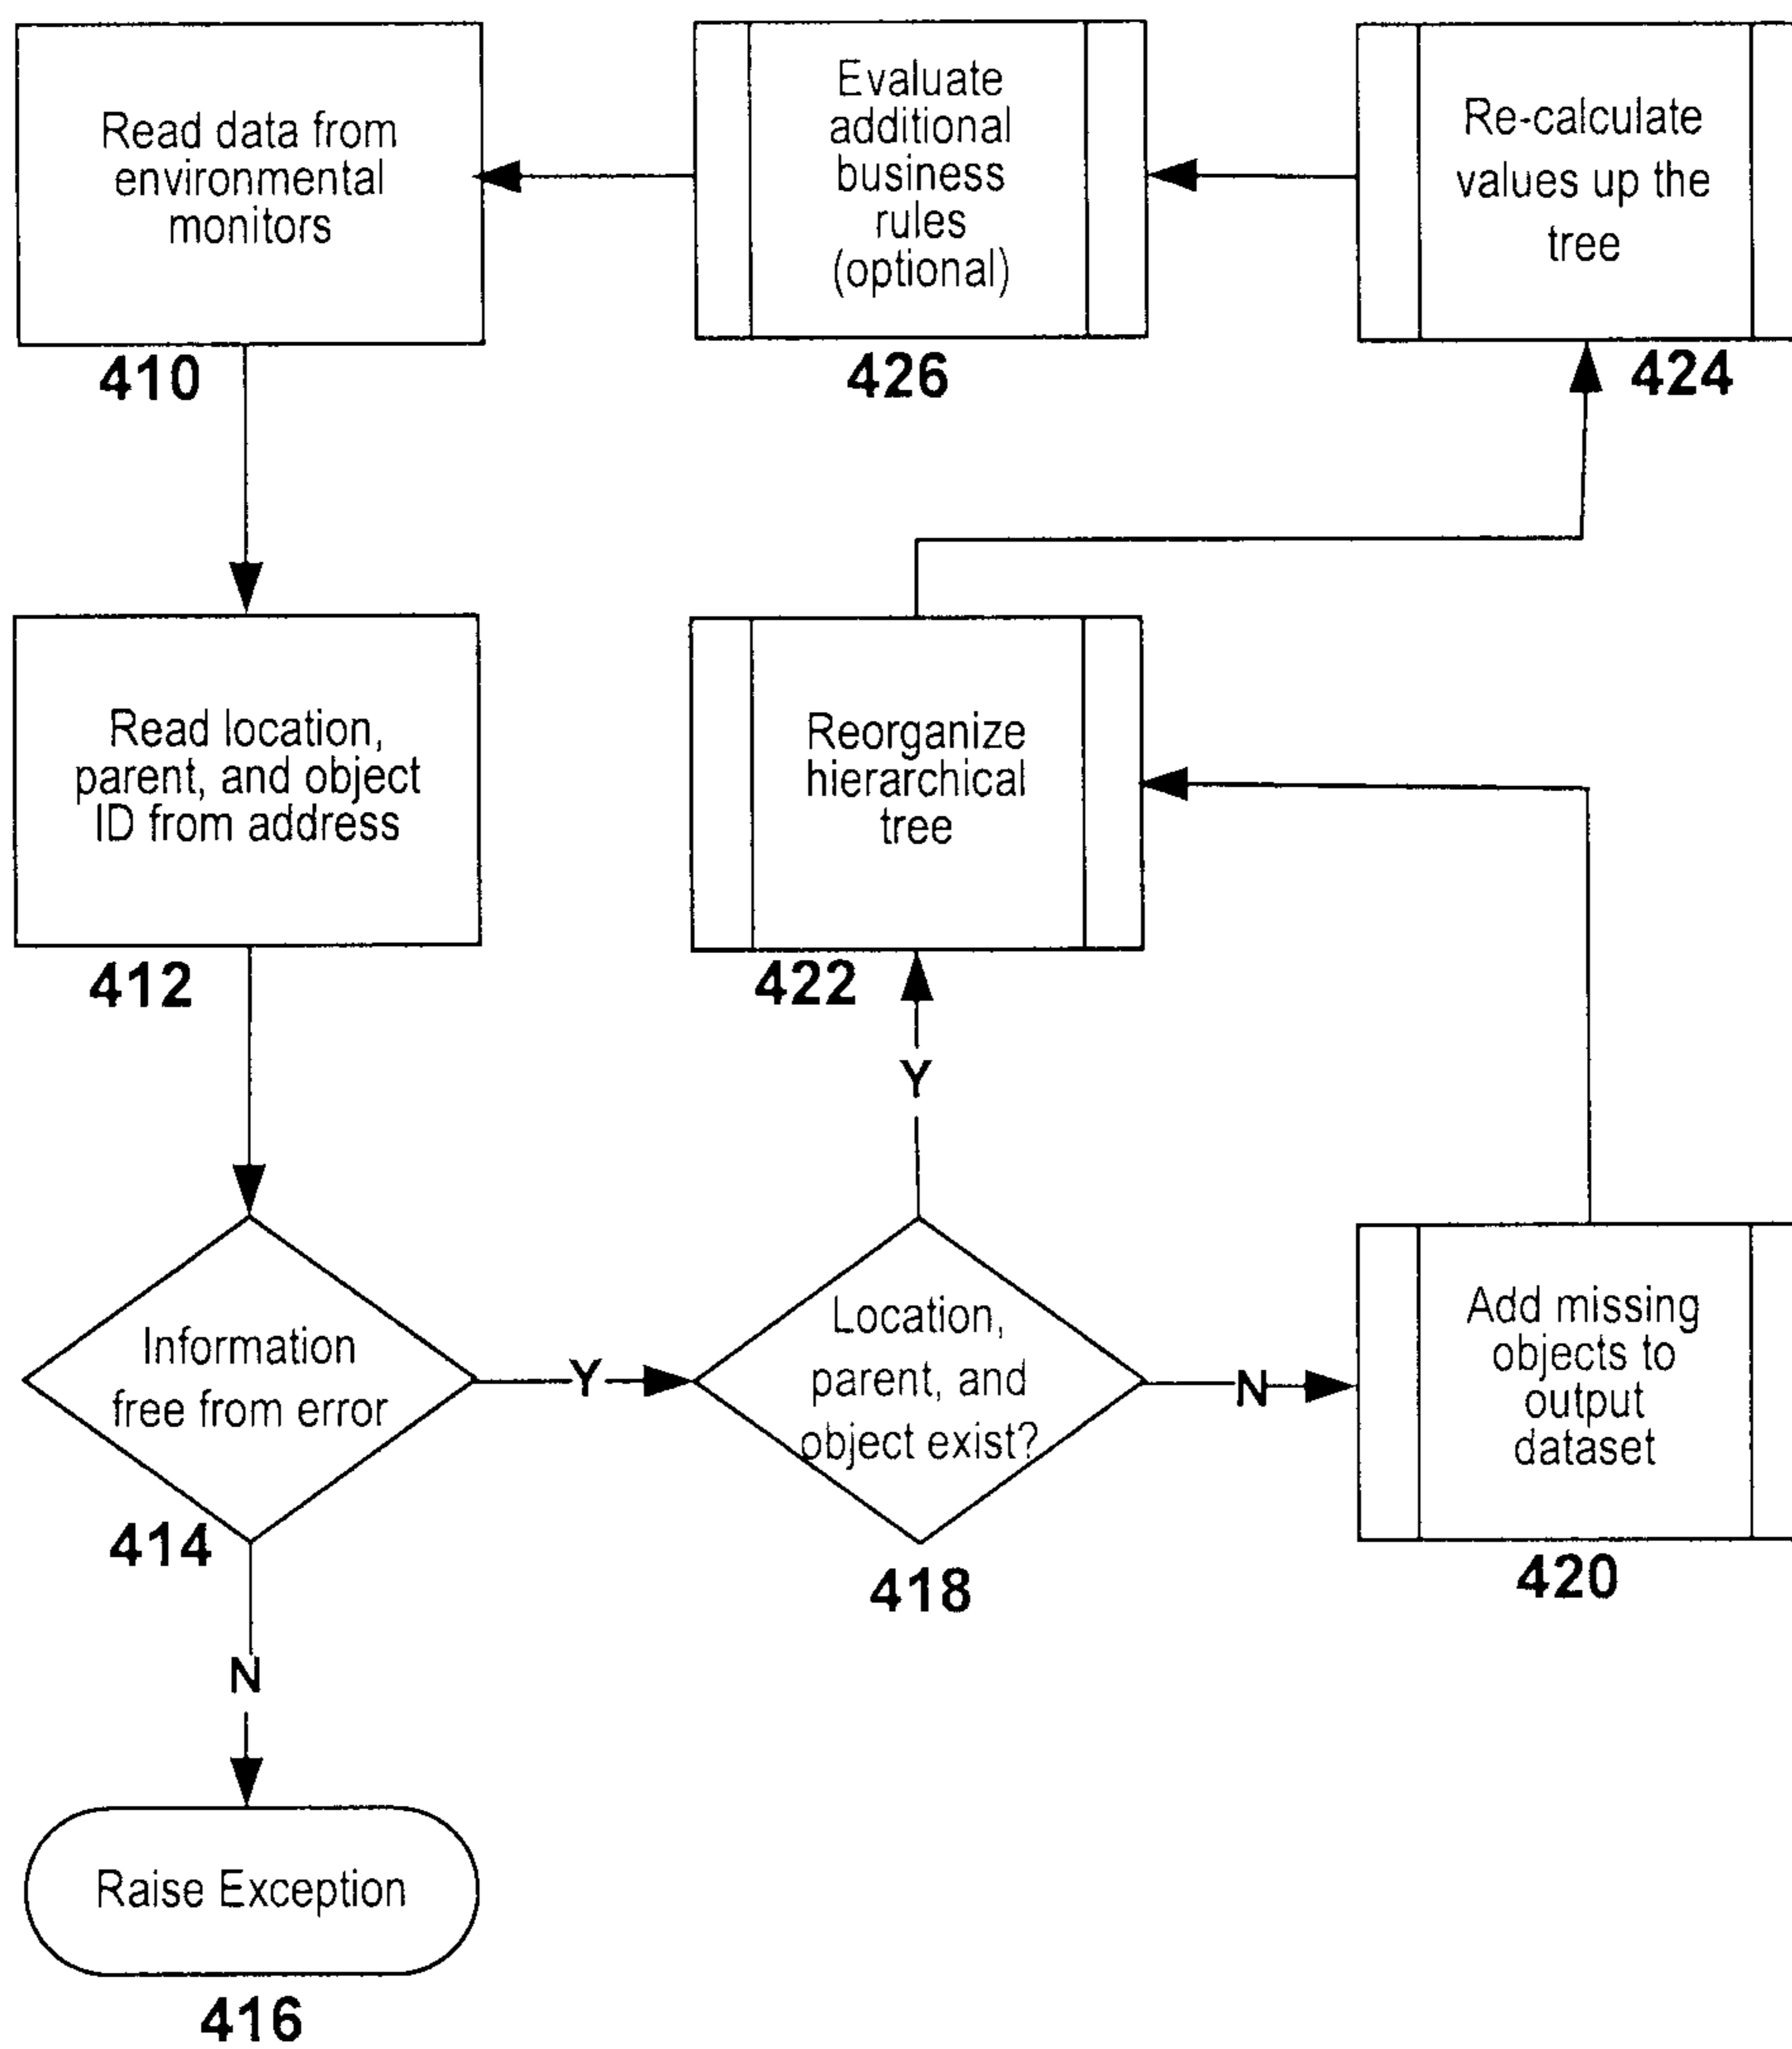 Read data from
environmental
monitors
410
Evaluate
additional
business
rules
(optional)
426
Re-calculate
values up the
tree
424
Read location,
parent, and object
ID from address
412
Reorganize
hierarchical
tree
422
Y
Information
free from error
414
Y
Location,
parent, and
object exist?
418
N
Add missing
objects to
output
dataset
420
N
Raise Exception
416